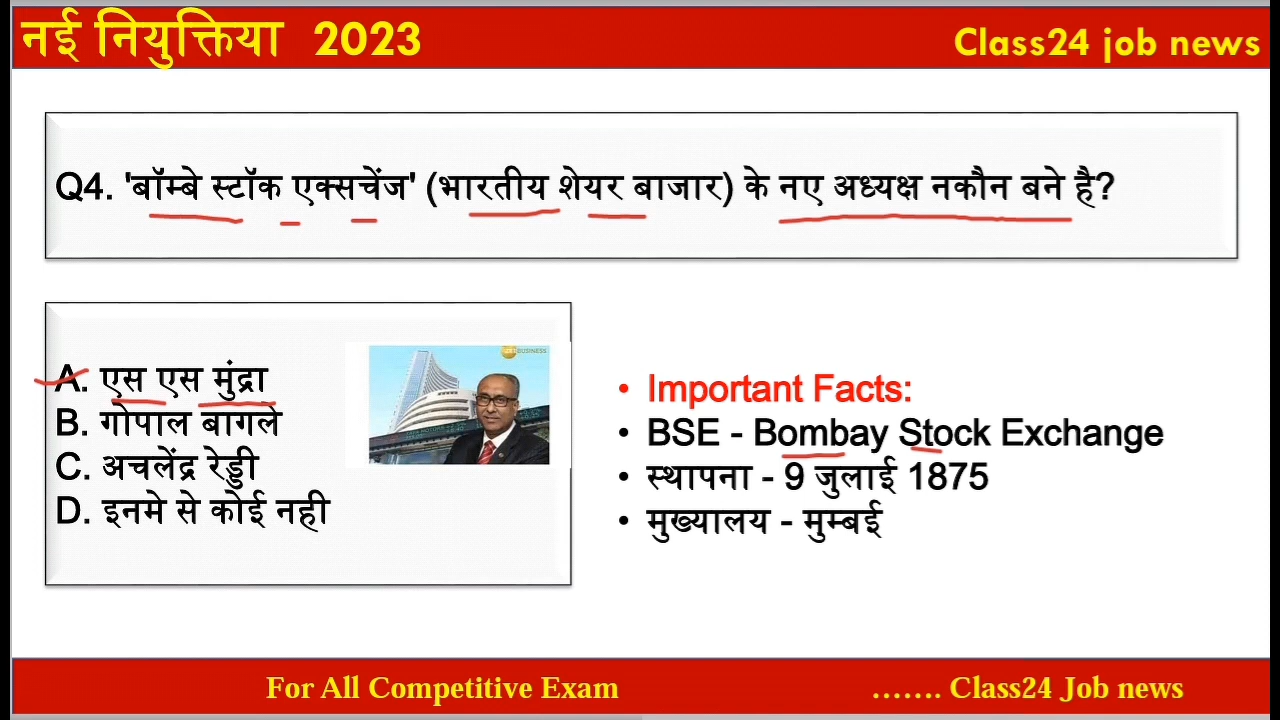 नई नियुक्तिया 2023
Class24 job news
Q4. 'बॉम्बे स्टॉक एक्सचेंज' (भारतीय शेयर बाजार) के नए अध्यक्ष नकौन बने है?
A. एस एस मुंद्रा
B. गोपाल बागले
C. अचलेंद्र रेड्डी
D. इनमे से कोई नही
BUSINESS
• Important Facts:
• BSE - Bombay Stock Exchange
• स्थापना - 9 जुलाई 1875
• मुख्यालय - मुम्बई
For All Competitive Exam
....... Class24 Job news